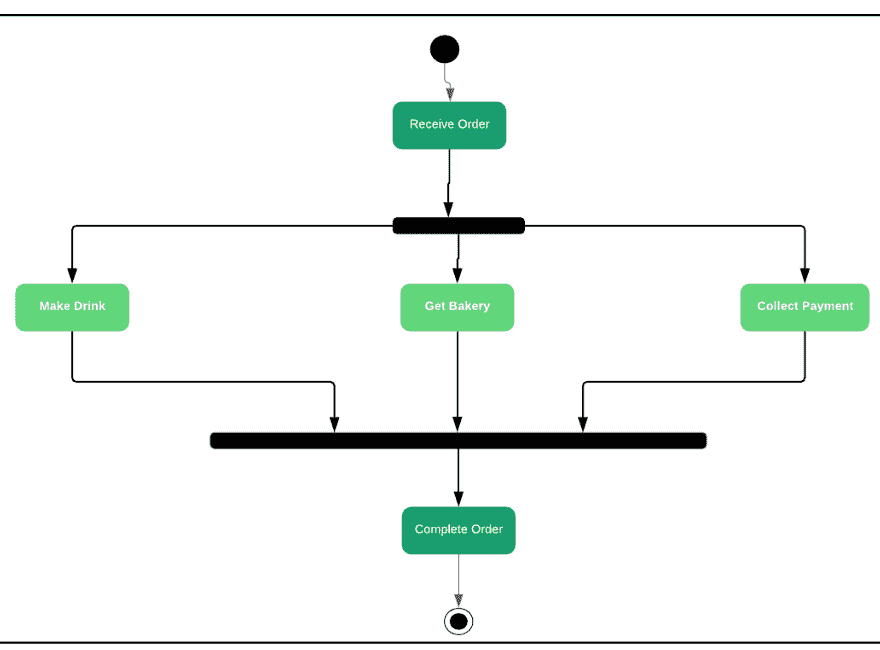 Receive Order
Make Drink
Get Bakery
Collect Payment
Complete Order